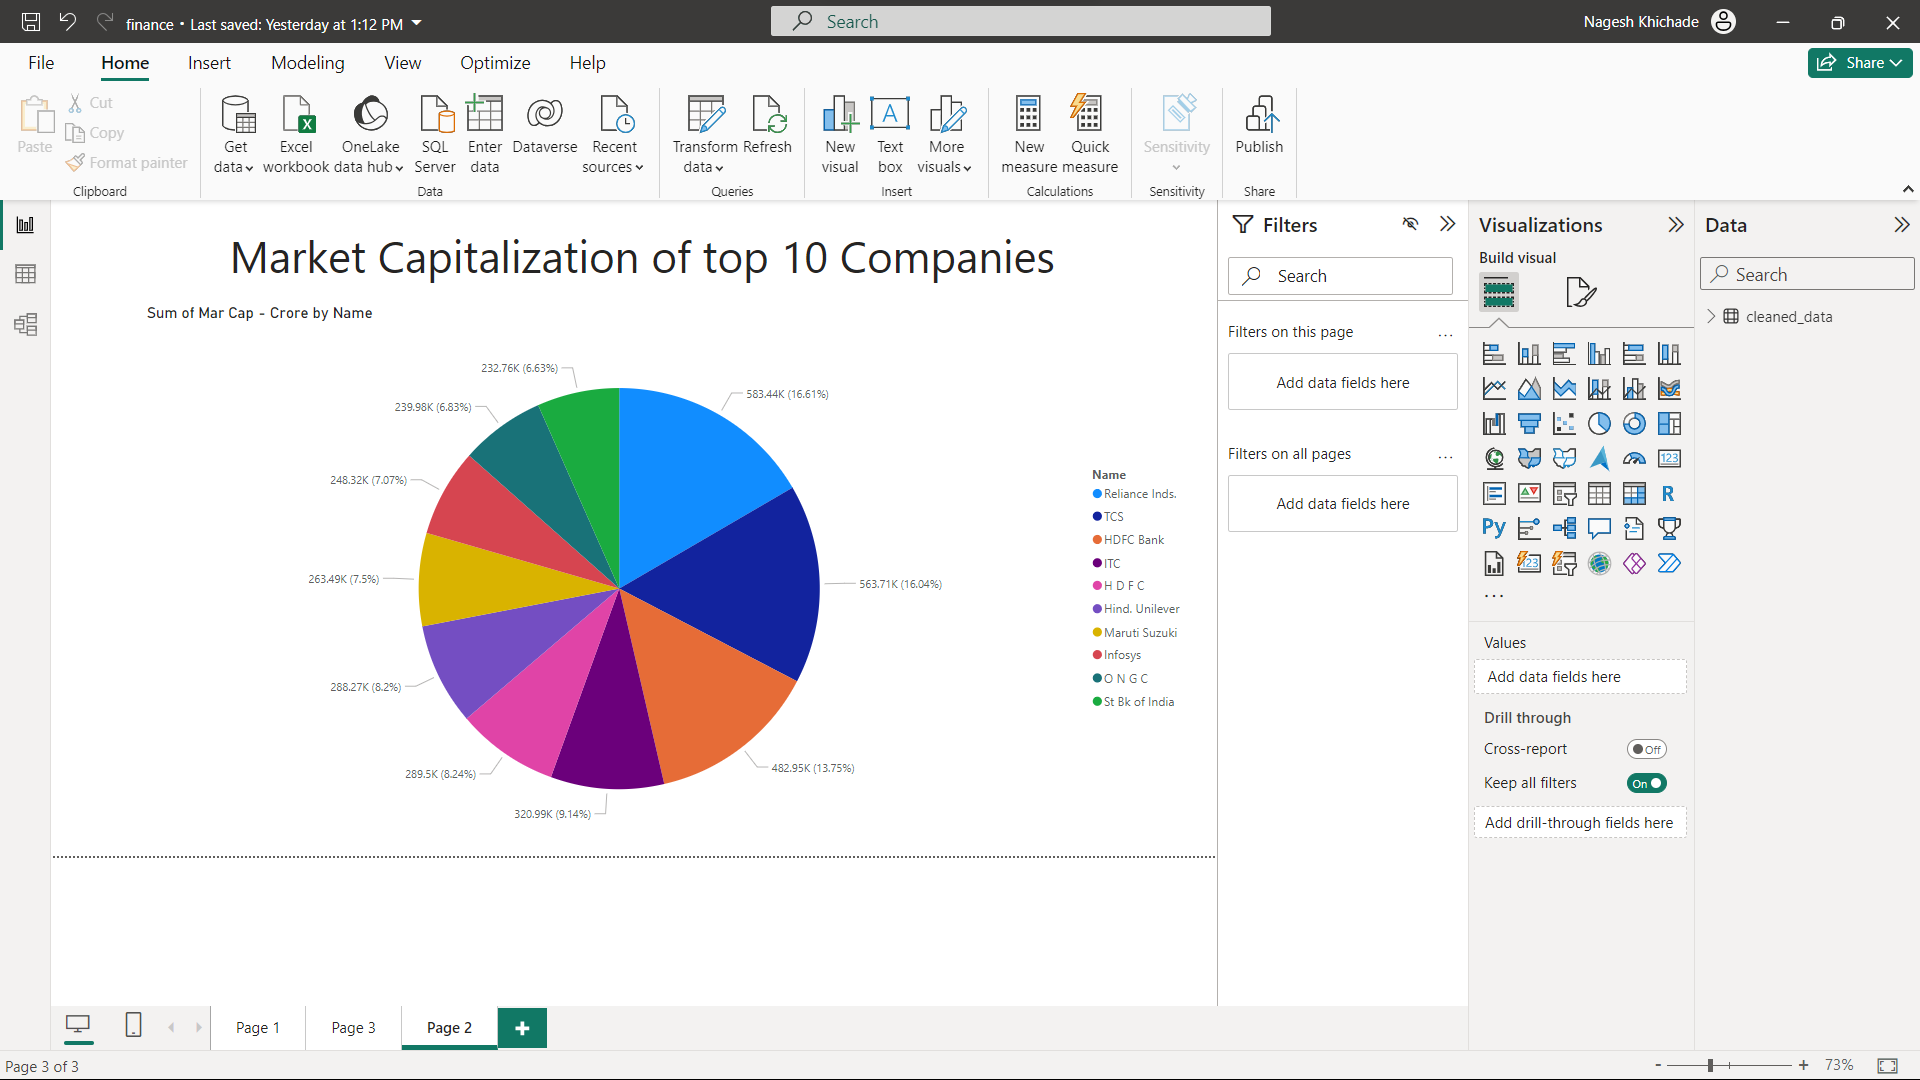 finance • Last saved: Yesterday at 1:12 PM
Search
Nagesh Khichade
File Home Insert Modeling View Optimize Help
Share
Paste
Cut
Copy
Format painter
Clipboard
Get data
Excel workbook
OneLake data hub
SQL Server
Enter data
Dataverse
Recent sources
Data
Transform data
Refresh
Queries
New visual
Text box
More visuals
Insert
New measure
Quick measure
Calculations
Sensitivity
Sensitivity
Publish
Share
Market Capitalization of top 10 Companies
Sum of Mar Cap - Crore by Name
232.76K (6.63%)
583.44K (16.61%)
239.98K (6.83%)
248.32K (7.07%)
263.49K (7.5%)
563.71K (16.04%)
288.27K (8.2%)
289.5K (8.24%)
482.95K (13.75%)
320.99K (9.14%)
Name
Reliance Inds.
TCS
HDFC Bank
ITC
H D F C
Hind. Unilever
Maruti Suzuki
Infosys
O N G C
St Bk of India
Filters
Search
Filters on this page
...
Add data fields here
Filters on all pages
...
Add data fields here
Visualizations
Build visual
123
R
Py
123
...
Values
Add data fields here
Drill through
Cross-report
Off
Keep all filters
On
Add drill-through fields here
Data
Search
cleaned_data
Page 1
Page 3
Page 2
+
Page 3 of 3
- + 73%